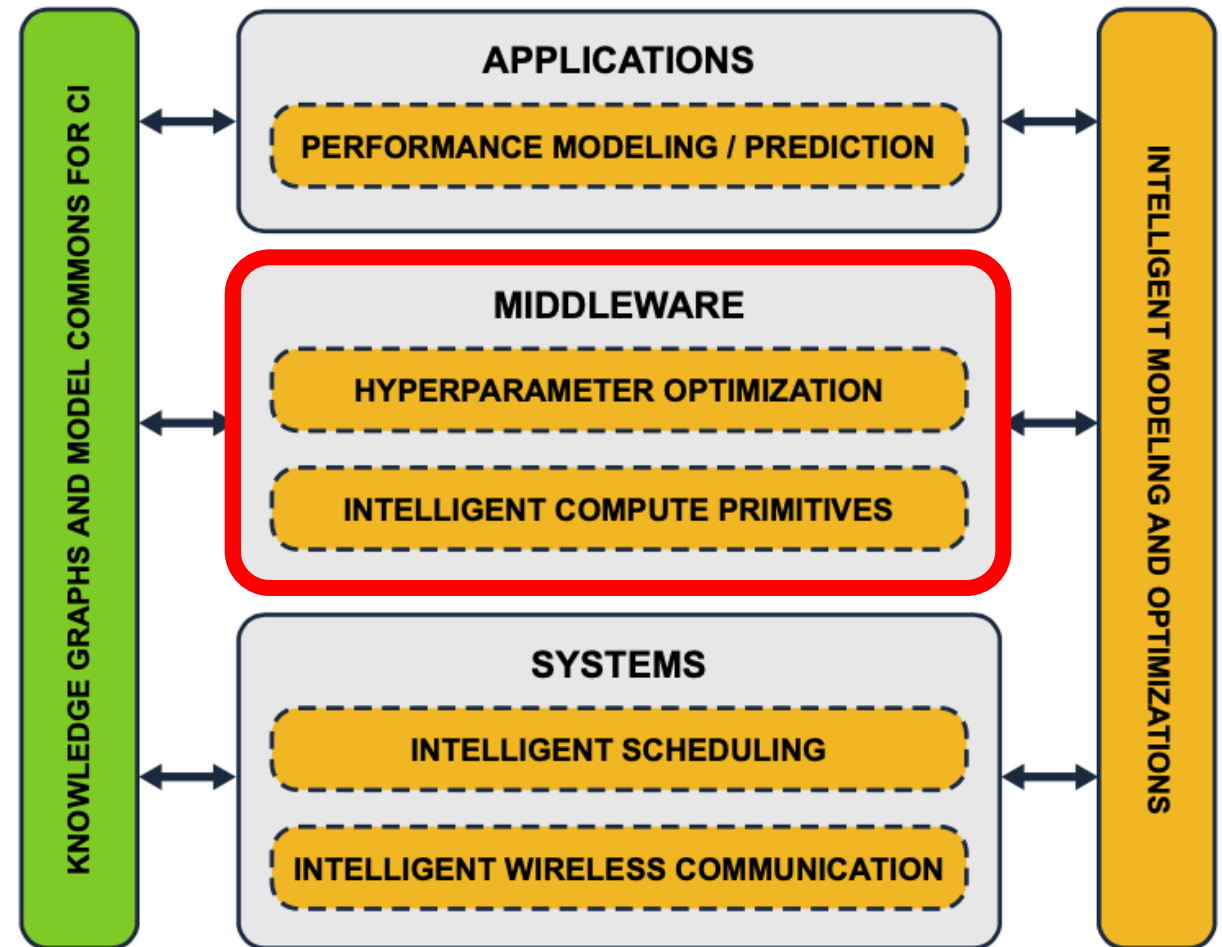 KNOWLEDGE GRAPHS AND MODEL COMMONS FOR CI
APPLICATIONS
PERFORMANCE MODELING / PREDICTION
MIDDLEWARE
HYPERPARAMETER OPTIMIZATION
INTELLIGENT COMPUTE PRIMITIVES
SYSTEMS
INTELLIGENT SCHEDULING
INTELLIGENT WIRELESS COMMUNICATION
INTELLIGENT MODELING AND OPTIMIZATIONS